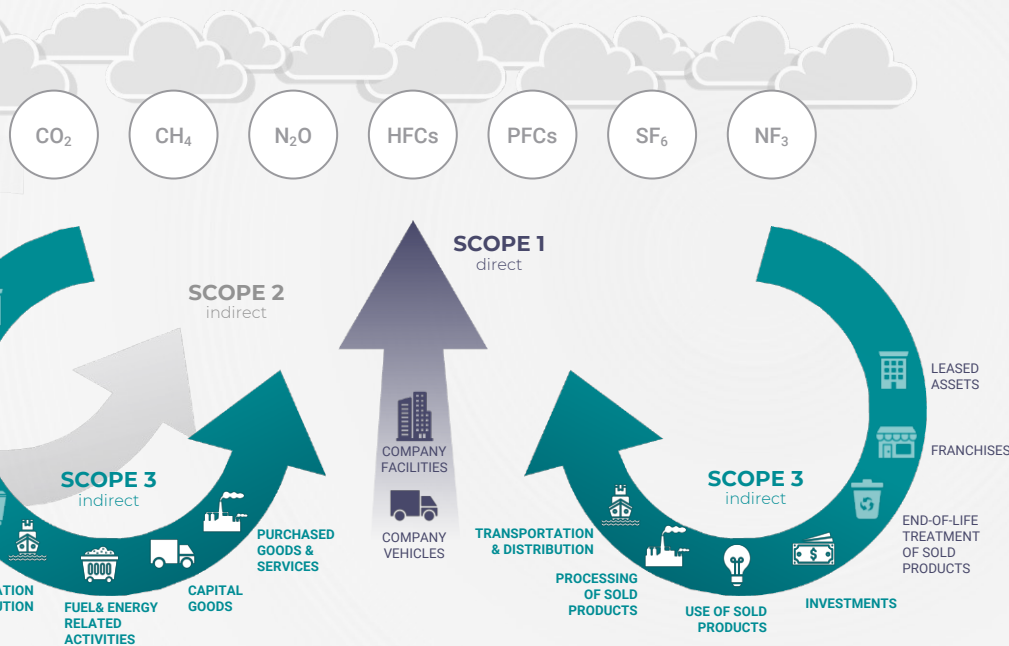 CO₂
CH₄
N₂O
HFCs
PFCs
SF₆
NF₃
SCOPE 1
direct
SCOPE 2
indirect
COMPANY
FACILITIES
COMPANY
VEHICLES
SCOPE 3
indirect
PURCHASED
GOODS &
SERVICES
CAPITAL
GOODS
FUEL& ENERGY
RELATED
ACTIVITIES
SCOPE 3
indirect
TRANSPORTATION
& DISTRIBUTION
PROCESSING
OF SOLD
PRODUCTS
USE OF SOLD
PRODUCTS
INVESTMENTS
END-OF-LIFE
TREATMENT
OF SOLD
PRODUCTS
FRANCHISES
LEASED
ASSETS
$